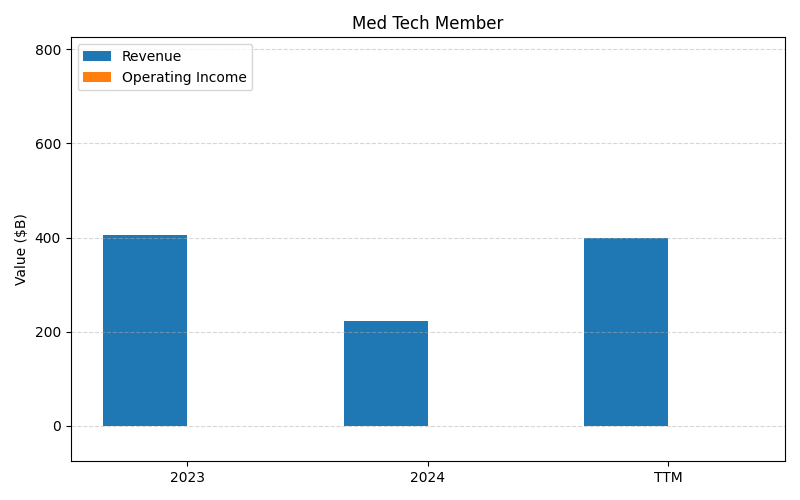 Med Tech Member
Revenue
Operating Income
Value ($B)
800
600
400
200
0
2023
2024
TTM